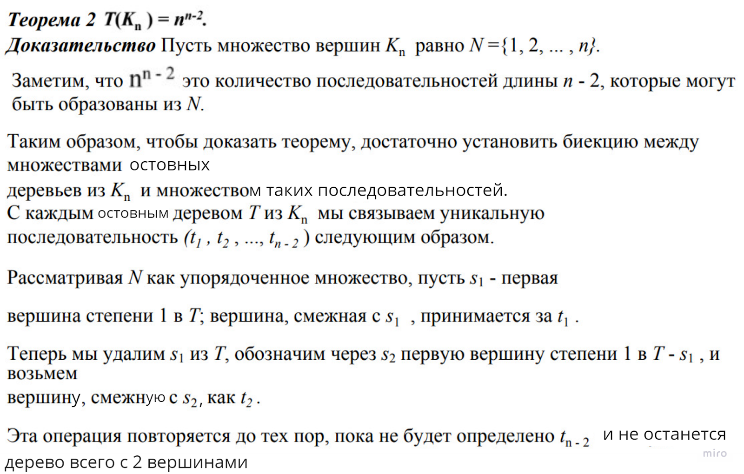 Теорема 2 T(Kₙ) = nⁿ⁻².
Доказательство Пусть множество вершин Kₙ равно N ={1, 2, ... , n}.
Заметим, что nⁿ ⁻ ² это количество последовательностей длины n - 2, которые могут
быть образованы из N.
Таким образом, чтобы доказать теорему, достаточно установить биекцию между
множествами остовных
деревьев из Kₙ и множеством таких последовательностей.
С каждым остовным деревом T из Kₙ мы связываем уникальную
последовательность (t₁ , t₂ , ..., tₙ ₋ ₂ ) следующим образом.
Рассматривая N как упорядоченное множество, пусть s₁ - первая
вершина степени 1 в T; вершина, смежная с s₁ , принимается за t₁ .
Теперь мы удалим s₁ из T, обозначим через s₂ первую вершину степени 1 в T - s₁ , и
возьмем
вершину, смежную с s₂, как t₂ .
Эта операция повторяется до тех пор, пока не будет определено tₙ ₋ ₂ и не останется
дерево всего с 2 вершинами
miro